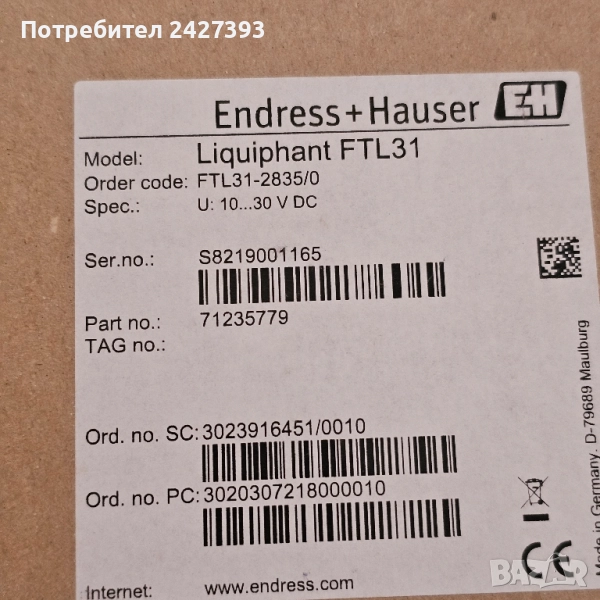 Потребител 2427393
Endress+Hauser EH
Model: Liquiphant FTL31
Order code: FTL31-2835/0
Spec.: U: 10...30 V DC
Ser.no.: S8219001165
Part no.: 71235779
TAG no.:
Ord. no. SC: 3023916451/0010
Ord. no. PC: 3020307218000010
Internet: www.endress.com
Made in Germany, D-79689 Maulburg
CE
BAZAR